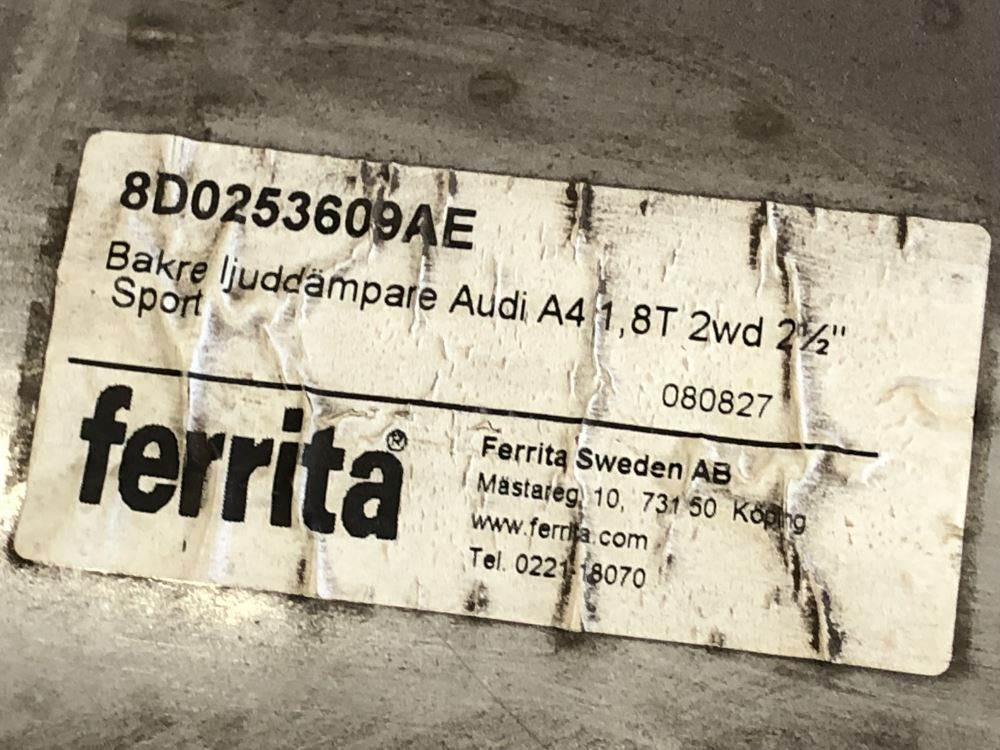 8D0253609AE
Bakre ljuddämpare Audi A4 1,8T 2wd 2½"
Sport
080827
ferrita®
Ferrita Sweden AB
Mästareg. 10, 731 50 Köping
www.ferrita.com
Tel. 0221-18070